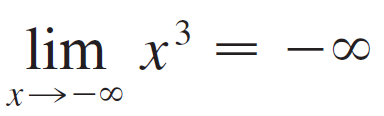 lim x³ = −∞
x→−∞